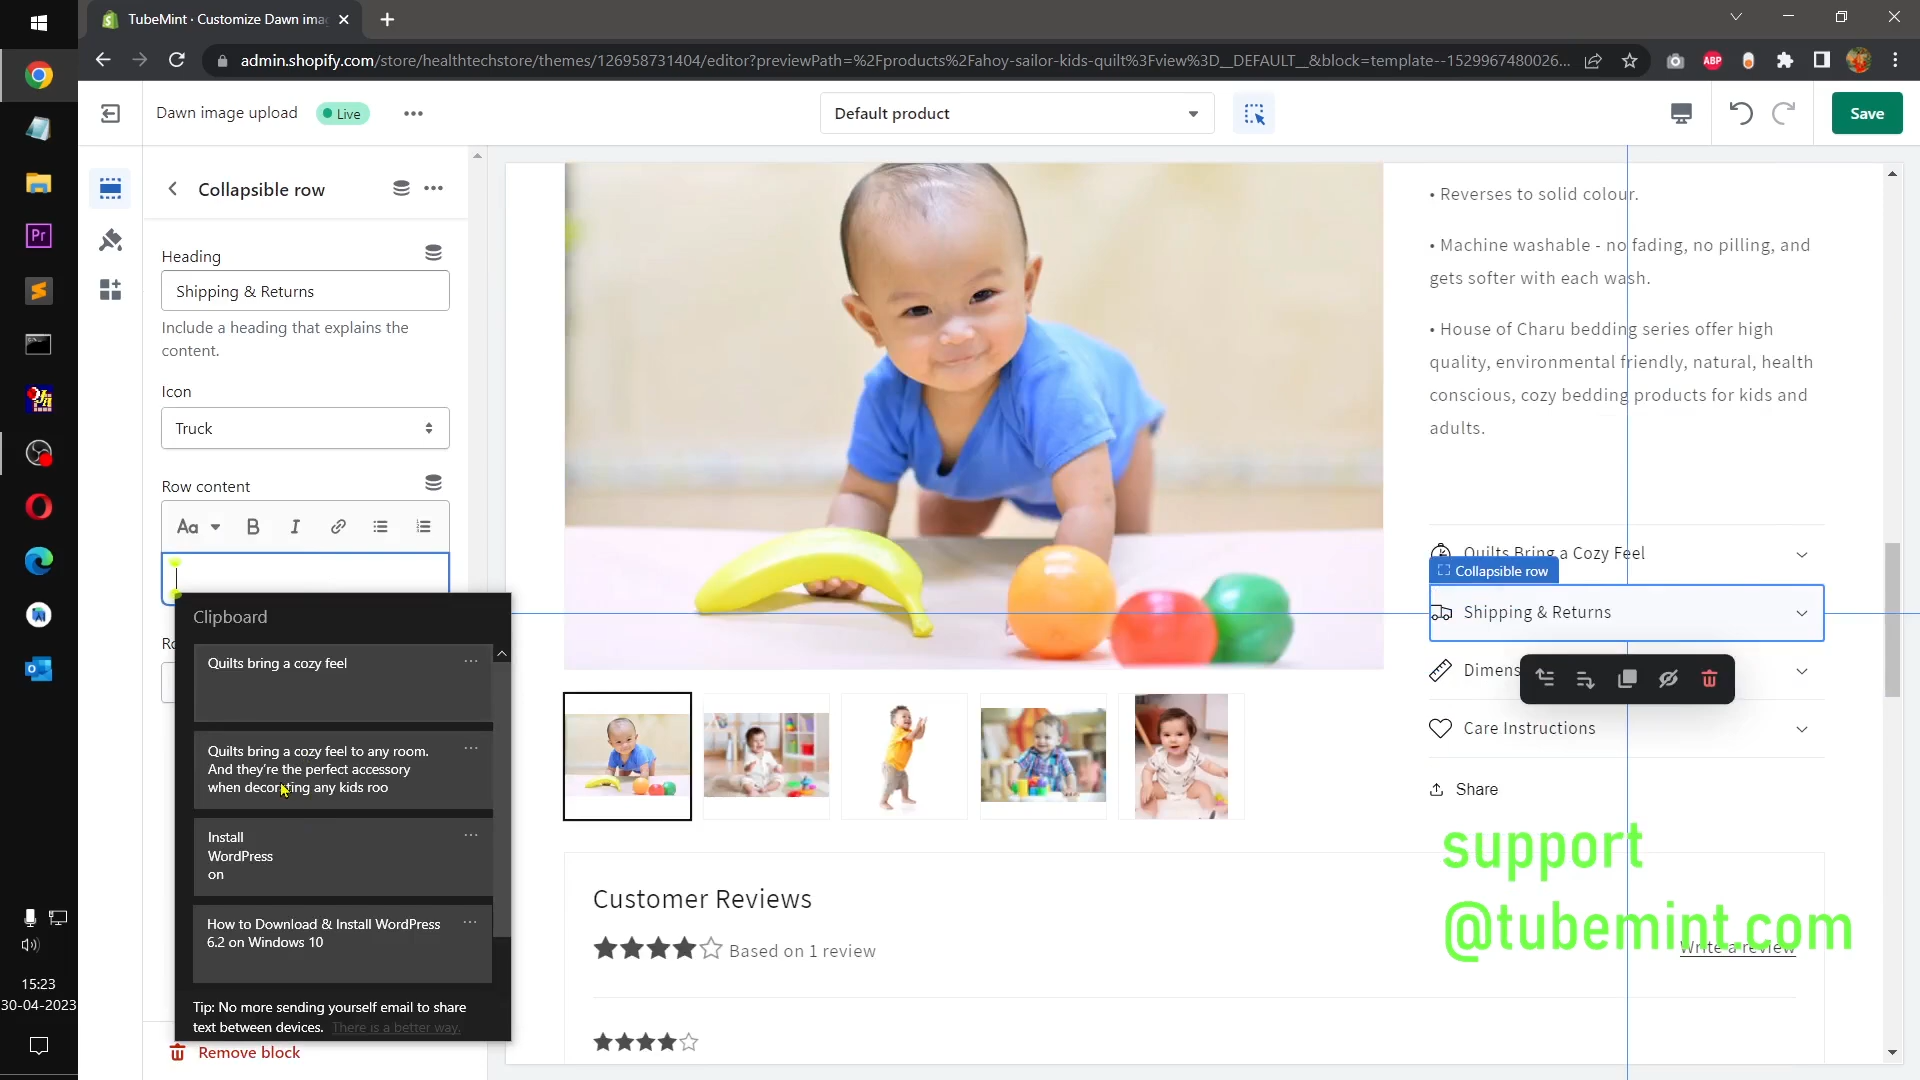 TubeMint · Customize Dawn ima
admin.shopify.com/store/healthtechstore/themes/126958731404/editor?previewPath=%2Fproducts%2Fahoy-sailor-kids-quilt%3Fview%3D__DEFAULT__&block=template--1529967480026...
ABP
Dawn image upload
Live
Default product
Save
Collapsible row
Heading
Shipping & Returns
Include a heading that explains the
content.
Icon
Truck
Row content
Aa
B
I
Clipboard
Quilts bring a cozy feel
Quilts bring a cozy feel to any room.
And they're the perfect accessory
when decorating any kids roo
Install
WordPress
on
How to Download & Install WordPress
6.2 on Windows 10
Tip: No more sending yourself email to share
text between devices. There is a better way.
Remove block
• Reverses to solid colour.
• Machine washable - no fading, no pilling, and
gets softer with each wash.
• House of Charu bedding series offer high
quality, environmental friendly, natural, health
conscious, cozy bedding products for kids and
adults.
Quilts Bring a Cozy Feel
Collapsible row
Shipping & Returns
Dimens
Care Instructions
Share
support
@tubemint.com
Customer Reviews
Based on 1 review
Write a review
Pr
15:23
30-04-2023